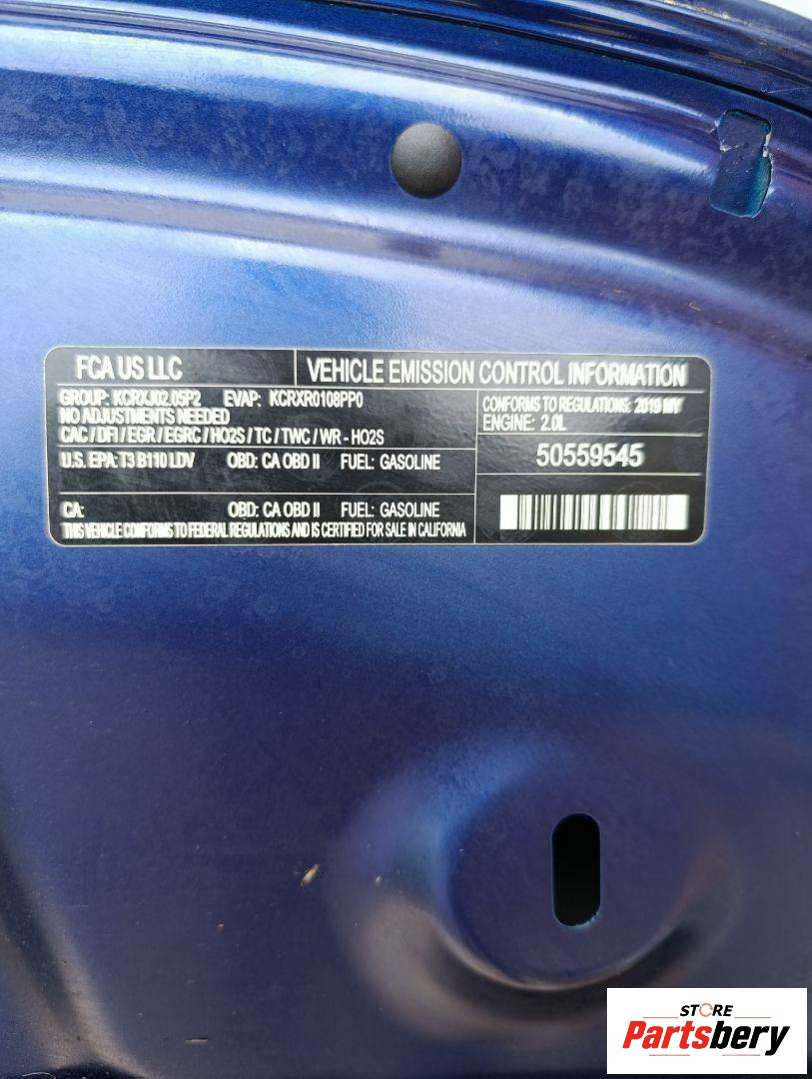 FCA US LLC
VEHICLE EMISSION CONTROL INFORMATION
GROUP: KCRXJ02.05P2 EVAP: KCRXR0108PP0
NO ADJUSTMENTS NEEDED
CAC / DFI / EGR / EGRC / HO2S / TC / TWC / WR - HO2S
CONFORMS TO REGULATIONS: 2019 MY
ENGINE: 2.0L
U.S. EPA: T3 B110 LDV OBD: CA OBD II FUEL: GASOLINE
50559545
CA: OBD: CA OBD II FUEL: GASOLINE
THIS VEHICLE CONFORMS TO FEDERAL REGULATIONS AND IS CERTIFIED FOR SALE IN CALIFORNIA
STORE
Partsbery